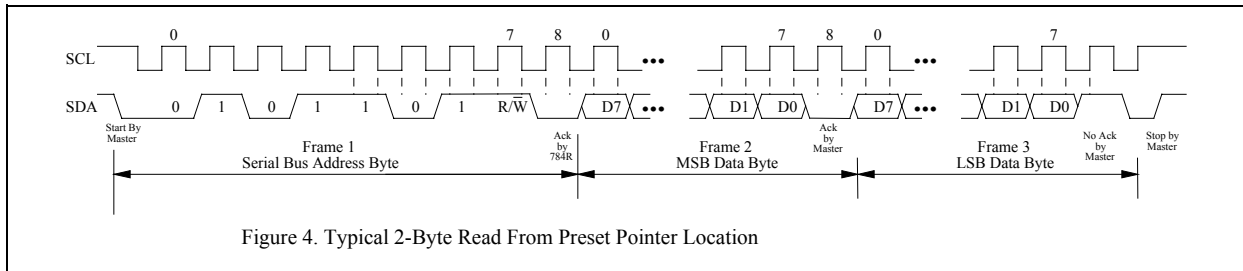 0 7 8 0 7 8 0 7
SCL ••• •••
SDA 0 1 0 1 1 0 1 R/W̅ D7 ••• D1 D0 D7 ••• D1 D0
Start By
Master
Ack
by
784R
Ack
by
Master
No Ack
by
Master
Stop by
Master
Frame 1
Serial Bus Address Byte
Frame 2
MSB Data Byte
Frame 3
LSB Data Byte
Figure 4. Typical 2-Byte Read From Preset Pointer Location